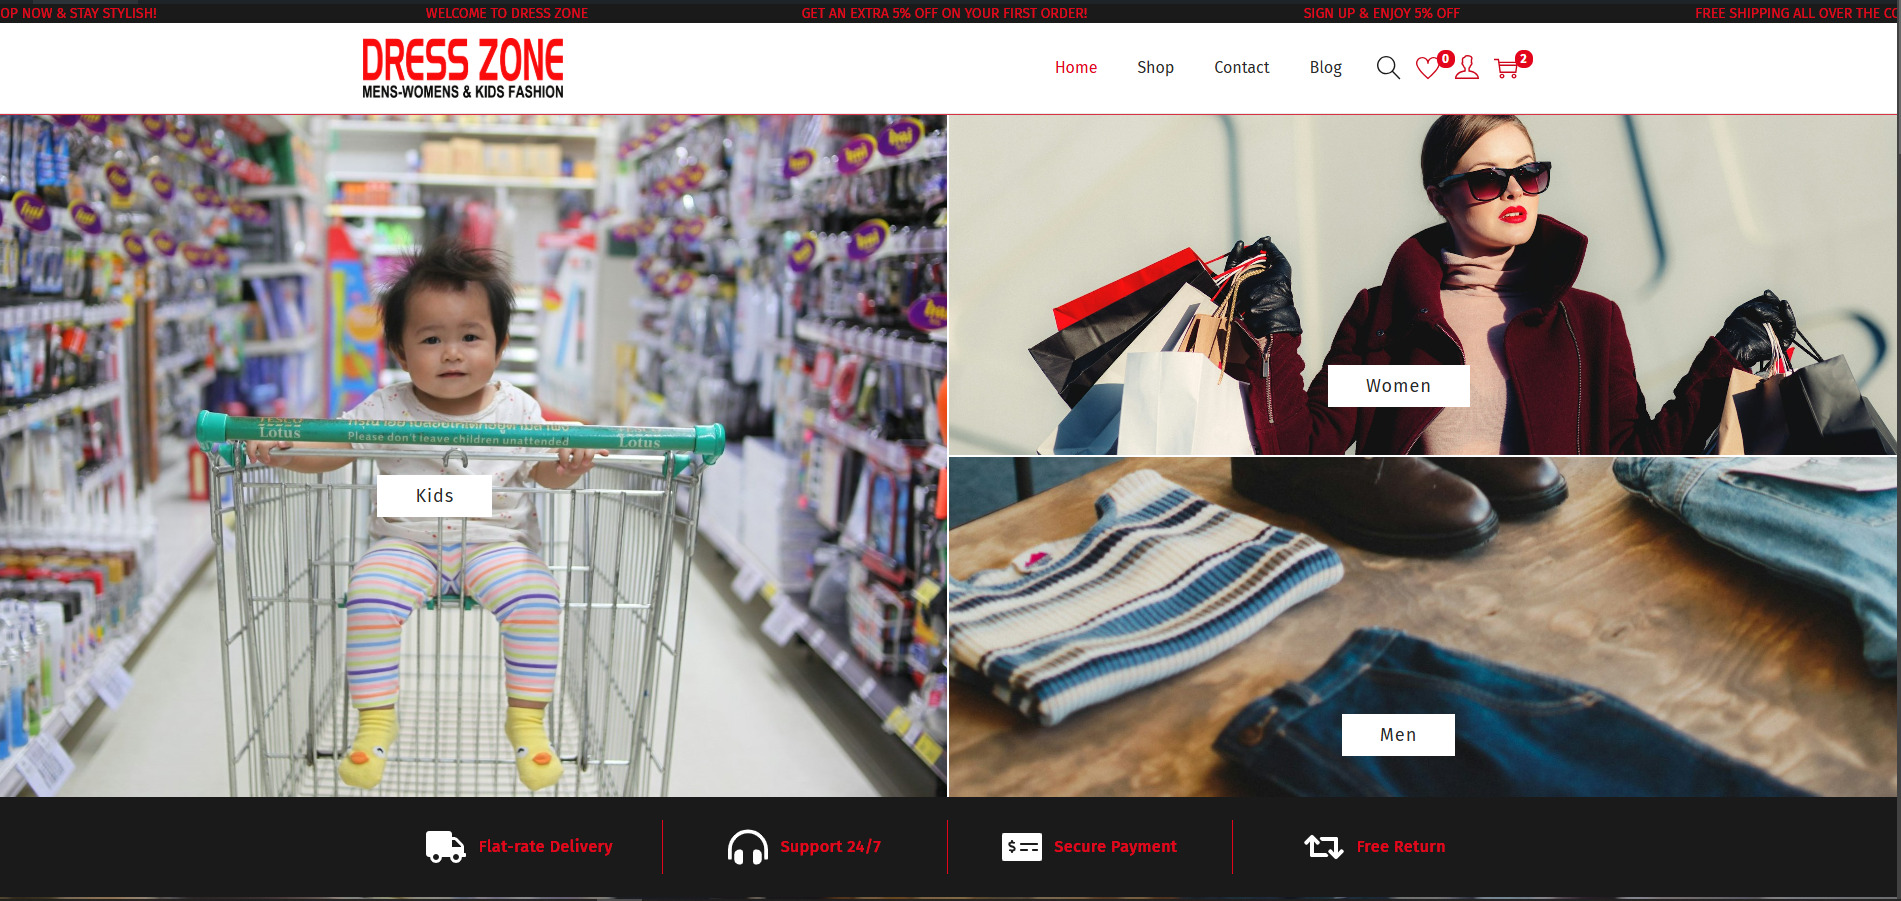 OP NOW & STAY STYLISH!
WELCOME TO DRESS ZONE
GET AN EXTRA 5% OFF ON YOUR FIRST ORDER!
SIGN UP & ENJOY 5% OFF
FREE SHIPPING ALL OVER THE CO
DRESS ZONE
MENS-WOMENS & KIDS FASHION
Home
Shop
Contact
Blog
0
2
Lotus
Please don't leave children unattended
Lotus
Kids
Women
Men
Flat-rate Delivery
Support 24/7
Secure Payment
Free Return